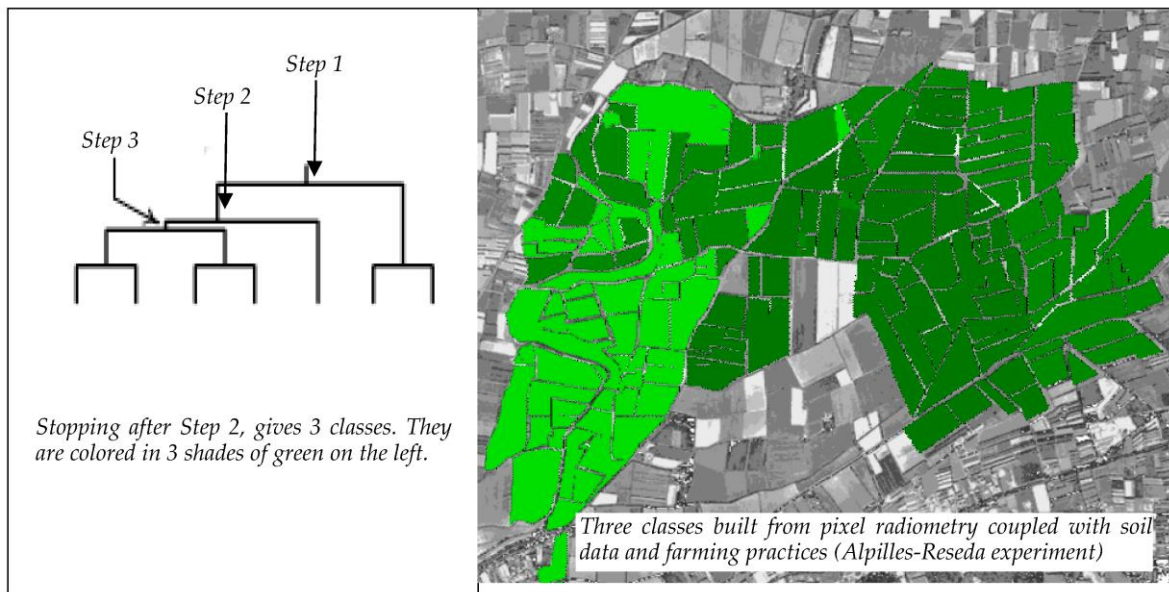 Step 1
Step 2
Step 3
Stopping after Step 2, gives 3 classes. They
are colored in 3 shades of green on the left.
Three classes built from pixel radiometry coupled with soil
data and farming practices (Alpilles-Reseda experiment)